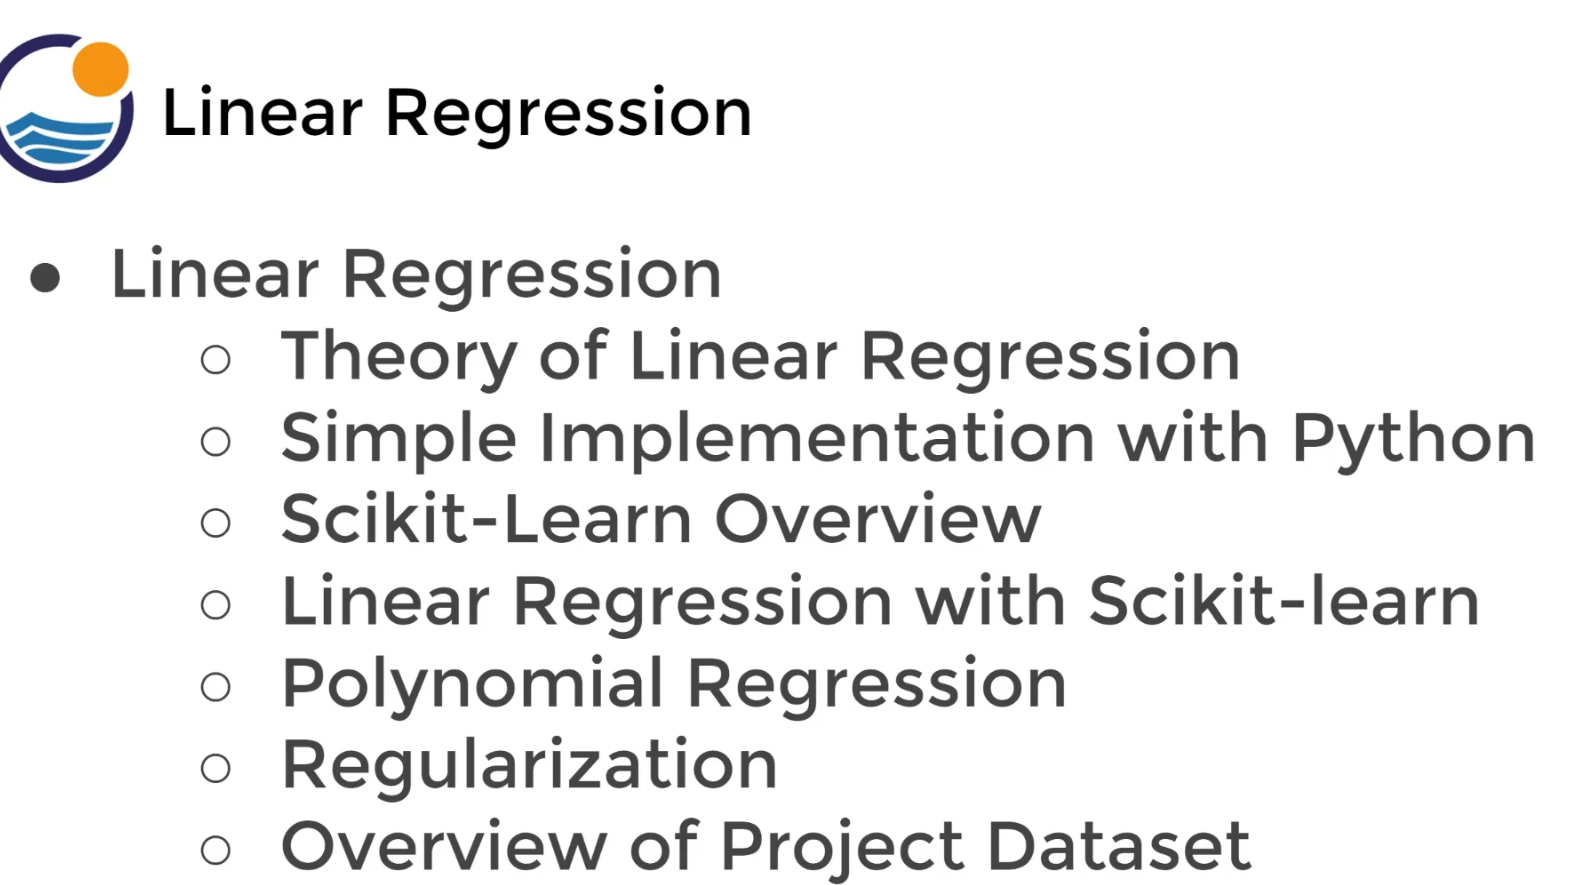 Linear Regression
● Linear Regression
○ Theory of Linear Regression
○ Simple Implementation with Python
○ Scikit-Learn Overview
○ Linear Regression with Scikit-learn
○ Polynomial Regression
○ Regularization
○ Overview of Project Dataset